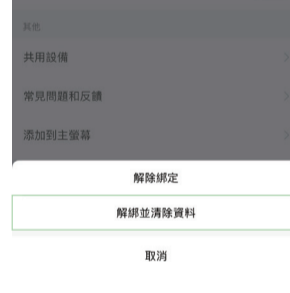 其他
共用設備
常見問題和反饋
添加到主螢幕
解除綁定
解綁並清除資料
取消